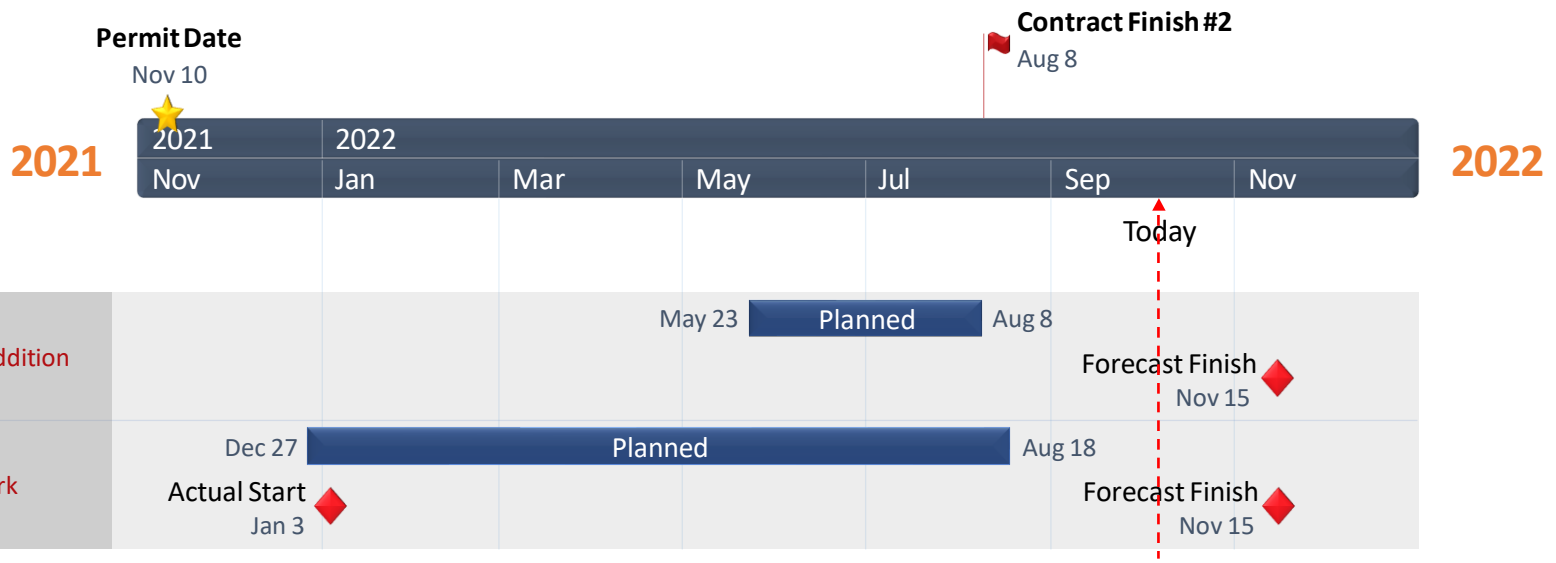 Permit Date
Nov 10
Contract Finish #2
Aug 8
2021
2021
2022
2022
Nov
Jan
Mar
May
Jul
Sep
Nov
Today
May 23
Planned
Aug 8
Forecast Finish
Nov 15
Dec 27
Planned
Aug 18
Actual Start
Jan 3
Forecast Finish
Nov 15